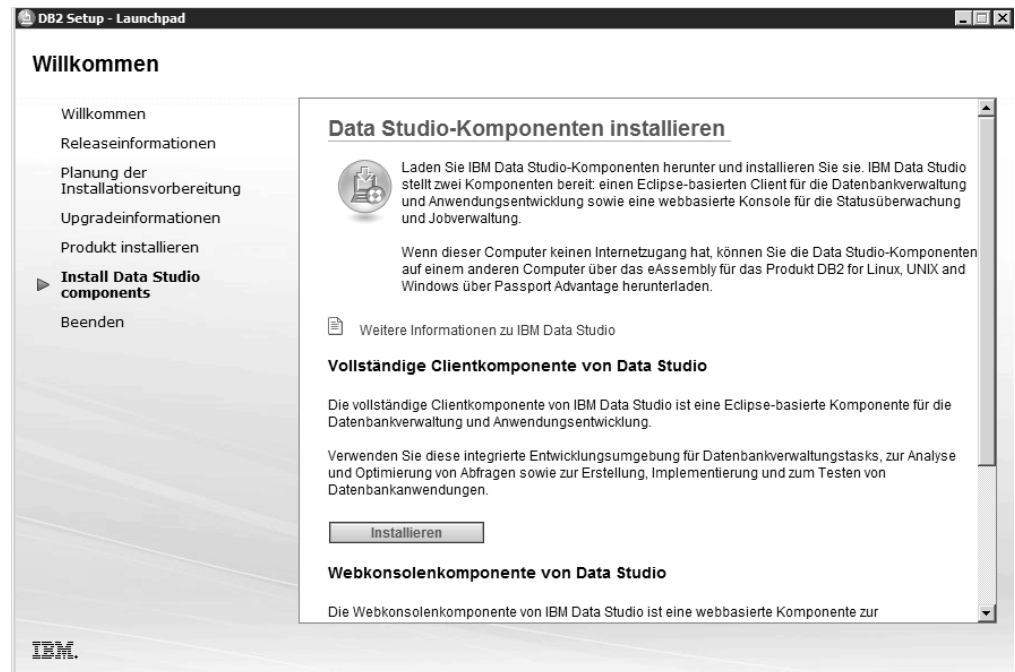 DB2 Setup - Launchpad
Willkommen
Willkommen
Releaseinformationen
Planung der
Installationsvorbereitung
Upgradeinformationen
Produkt installieren
Install Data Studio
components
Beenden
Data Studio-Komponenten installieren
Laden Sie IBM Data Studio-Komponenten herunter und installieren Sie sie. IBM Data Studio
stellt zwei Komponenten bereit: einen Eclipse-basierten Client für die Datenbankverwaltung
und Anwendungsentwicklung sowie eine webbasierte Konsole für die Statusüberwachung
und Jobverwaltung.
Wenn dieser Computer keinen Internetzugang hat, können Sie die Data Studio-Komponenten
auf einem anderen Computer über das eAssembly für das Produkt DB2 for Linux, UNIX and
Windows über Passport Advantage herunterladen.
Weitere Informationen zu IBM Data Studio
Vollständige Clientkomponente von Data Studio
Die vollständige Clientkomponente von IBM Data Studio ist eine Eclipse-basierte Komponente für die
Datenbankverwaltung und Anwendungsentwicklung.
Verwenden Sie diese integrierte Entwicklungsumgebung für Datenbankverwaltungstasks, zur Analyse
und Optimierung von Abfragen sowie zur Erstellung, Implementierung und zum Testen von
Datenbankanwendungen.
Installieren
Webkonsolenkomponente von Data Studio
Die Webkonsolenkomponente von IBM Data Studio ist eine webbasierte Komponente zur
IBM.